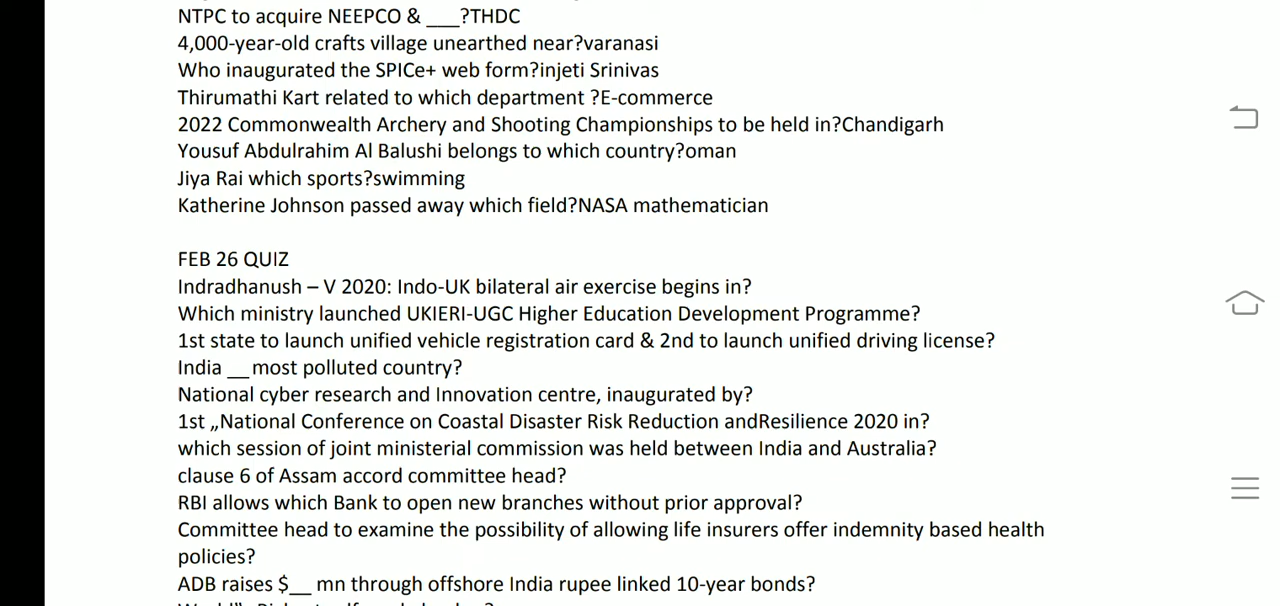 NTPC to acquire NEEPCO & ___?THDC
4,000-year-old crafts village unearthed near?varanasi
Who inaugurated the SPICe+ web form?injeti Srinivas
Thirumathi Kart related to which department ?E-commerce
2022 Commonwealth Archery and Shooting Championships to be held in?Chandigarh
Yousuf Abdulrahim Al Balushi belongs to which country?oman
Jiya Rai which sports?swimming
Katherine Johnson passed away which field?NASA mathematician
FEB 26 QUIZ
Indradhanush – V 2020: Indo-UK bilateral air exercise begins in?
Which ministry launched UKIERI-UGC Higher Education Development Programme?
1st state to launch unified vehicle registration card & 2nd to launch unified driving license?
India __ most polluted country?
National cyber research and Innovation centre, inaugurated by?
1st „National Conference on Coastal Disaster Risk Reduction andResilience 2020 in?
which session of joint ministerial commission was held between India and Australia?
clause 6 of Assam accord committee head?
RBI allows which Bank to open new branches without prior approval?
Committee head to examine the possibility of allowing life insurers offer indemnity based health
policies?
ADB raises $__ mn through offshore India rupee linked 10-year bonds?